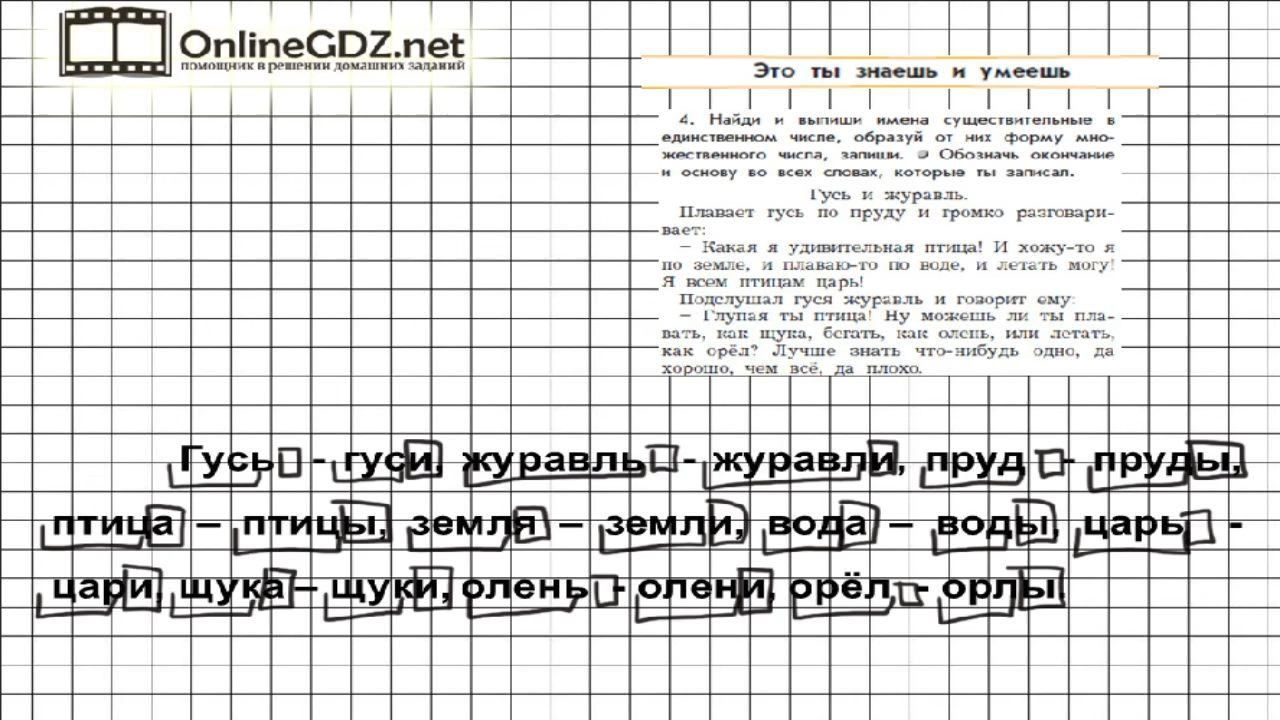 OnlineGDZ.net
помощник в решении домашних заданий
Это ты знаешь и умеешь
4. Найди и выпиши имена существительные в
единственном числе, образуй от них форму мно-
жественного числа, запиши. Обозначь окончание
и основу во всех словах, которые ты записал.
Гусь и журавль.
Плавает гусь по пруду и громко разговари-
вает:
– Какая я удивительная птица! И хожу-то я
по земле, и плаваю-то по воде, и летать могу!
Я всем птицам царь!
Подслушал гуся журавль и говорит ему:
– Глупая ты птица! Ну можешь ли ты пла-
вать, как щука, бегать, как олень, или летать,
как орёл? Лучше знать что-нибудь одно, да
хорошо, чем всё, да плохо.
Гусь - гуси, журавль - журавли, пруд - пруды,
птица – птицы, земля – земли, вода – воды, царь -
цари, щука – щуки, олень - олени, орёл - орлы.